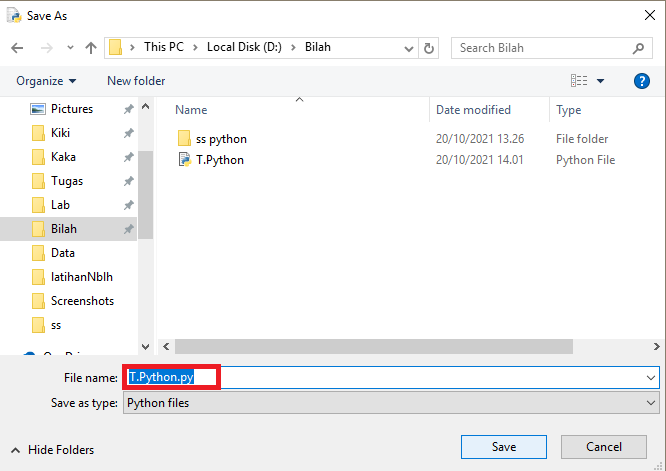 Save As
This PC > Local Disk (D:) > Bilah
Search Bilah
Organize
New folder
Name Date modified Type
Pictures
Kiki
Kaka
Tugas
Lab
Bilah
Data
latihanNblh
Screenshots
ss
ss python 20/10/2021 13.26 File folder
T.Python 20/10/2021 14.01 Python File
File name: T.Python.py
Save as type: Python files
Hide Folders
Save
Cancel